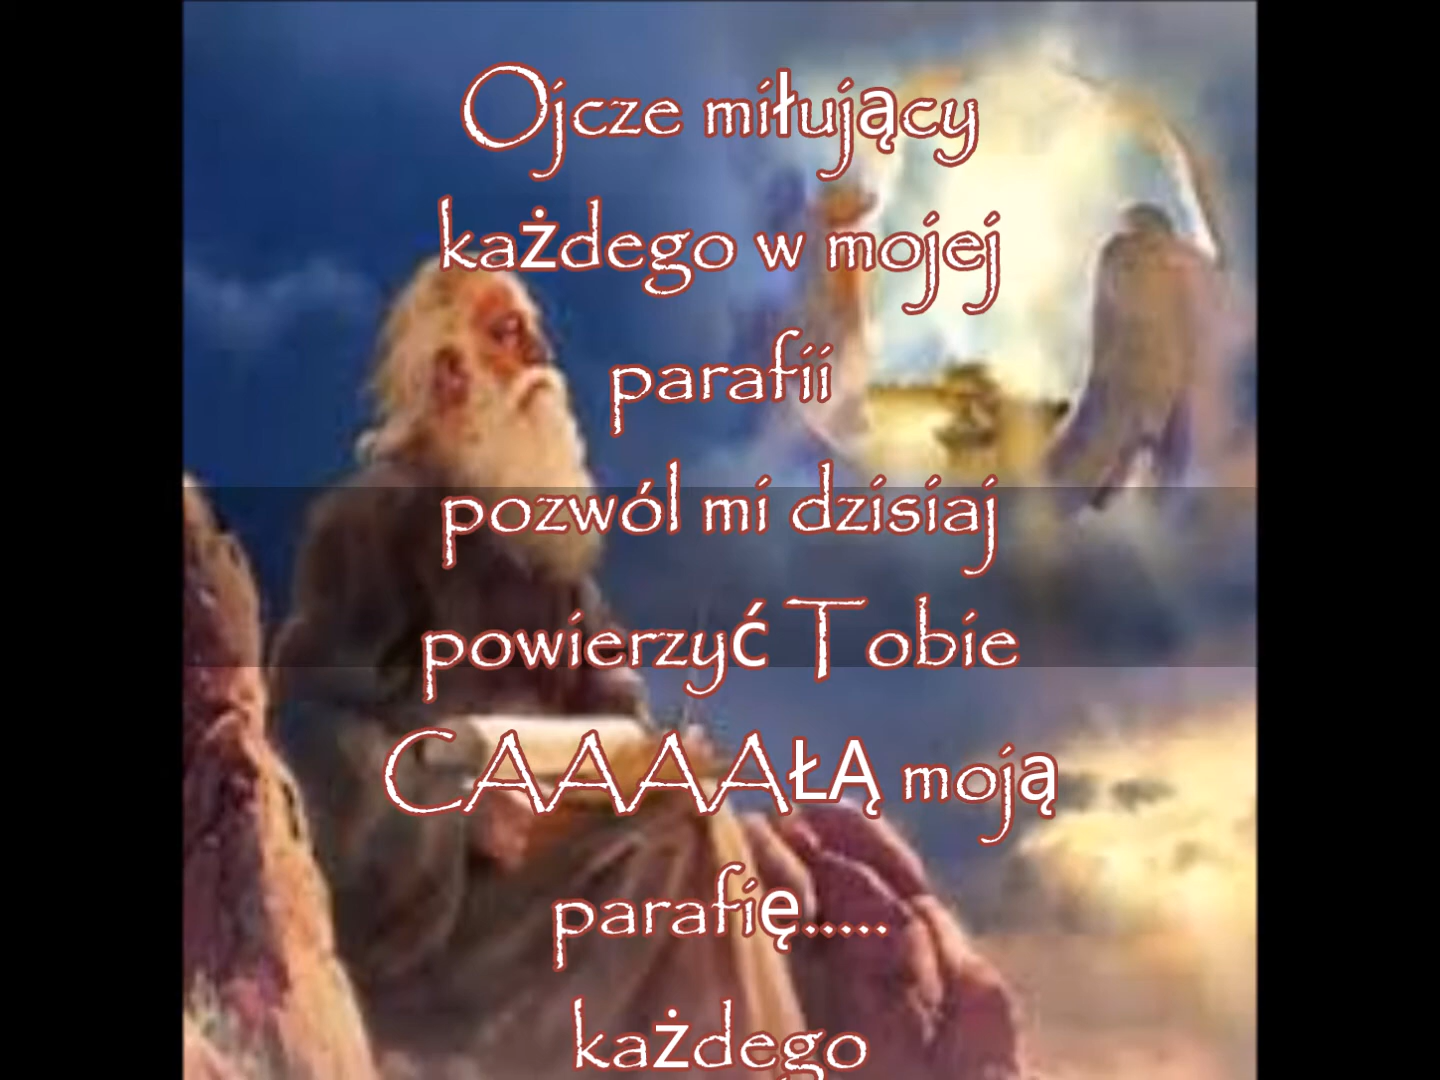 Ojcze miłujący
każdego w mojej
parafii
pozwól mi dzisiaj
powierzyć Tobie
CAAAAŁĄ moją
parafię.....
każdego